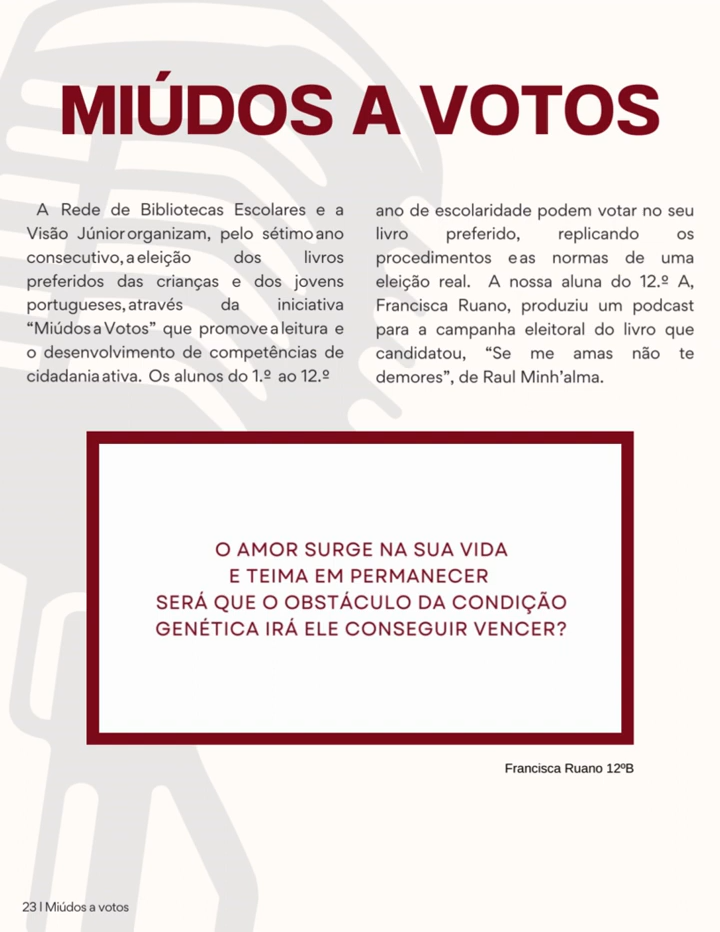 MIÚDOS A VOTOS
A Rede de Bibliotecas Escolares e a
Visão Júnior organizam, pelo sétimo ano
consecutivo, a eleição dos livros
preferidos das crianças e dos jovens
portugueses, através da iniciativa
“Miúdos a Votos” que promove a leitura e
o desenvolvimento de competências de
cidadania ativa. Os alunos do 1.º ao 12.º
ano de escolaridade podem votar no seu
livro preferido, replicando os
procedimentos e as normas de uma
eleição real. A nossa aluna do 12.º A,
Francisca Ruano, produziu um podcast
para a campanha eleitoral do livro que
candidatou, “Se me amas não te
demores”, de Raul Minh’alma.
O AMOR SURGE NA SUA VIDA
E TEIMA EM PERMANECER
SERÁ QUE O OBSTÁCULO DA CONDIÇÃO
GENÉTICA IRÁ ELE CONSEGUIR VENCER?
Francisca Ruano 12ºB
23 | Miúdos a votos